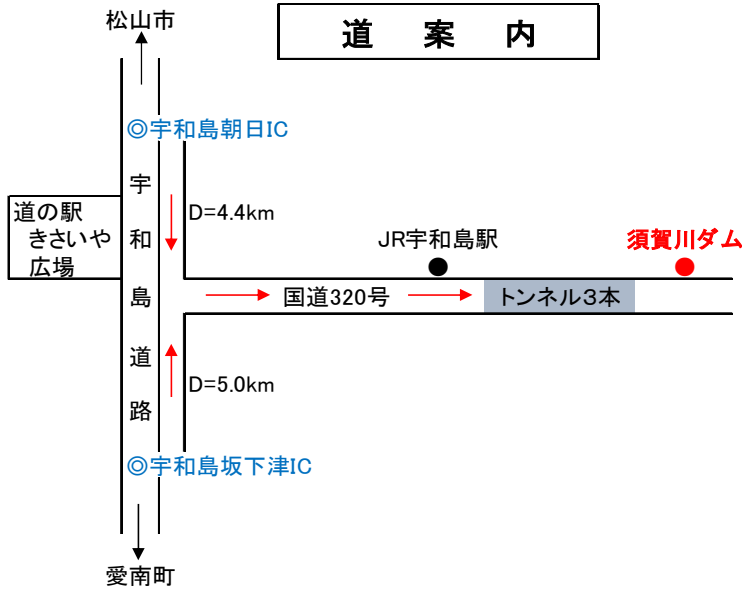 松山市
道 案 内
◎宇和島朝日IC
宇和島道路
道の駅
きさいや
広場
D=4.4km
JR宇和島駅
須賀川ダム
国道320号
トンネル3本
D=5.0km
◎宇和島坂下津IC
愛南町